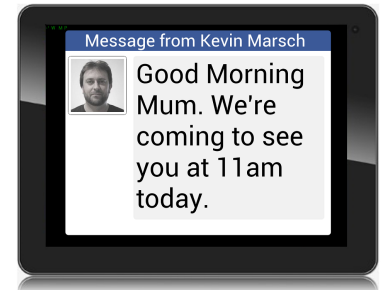 Message from Kevin Marsch
Good Morning
Mum. We're
coming to see
you at 11am
today.